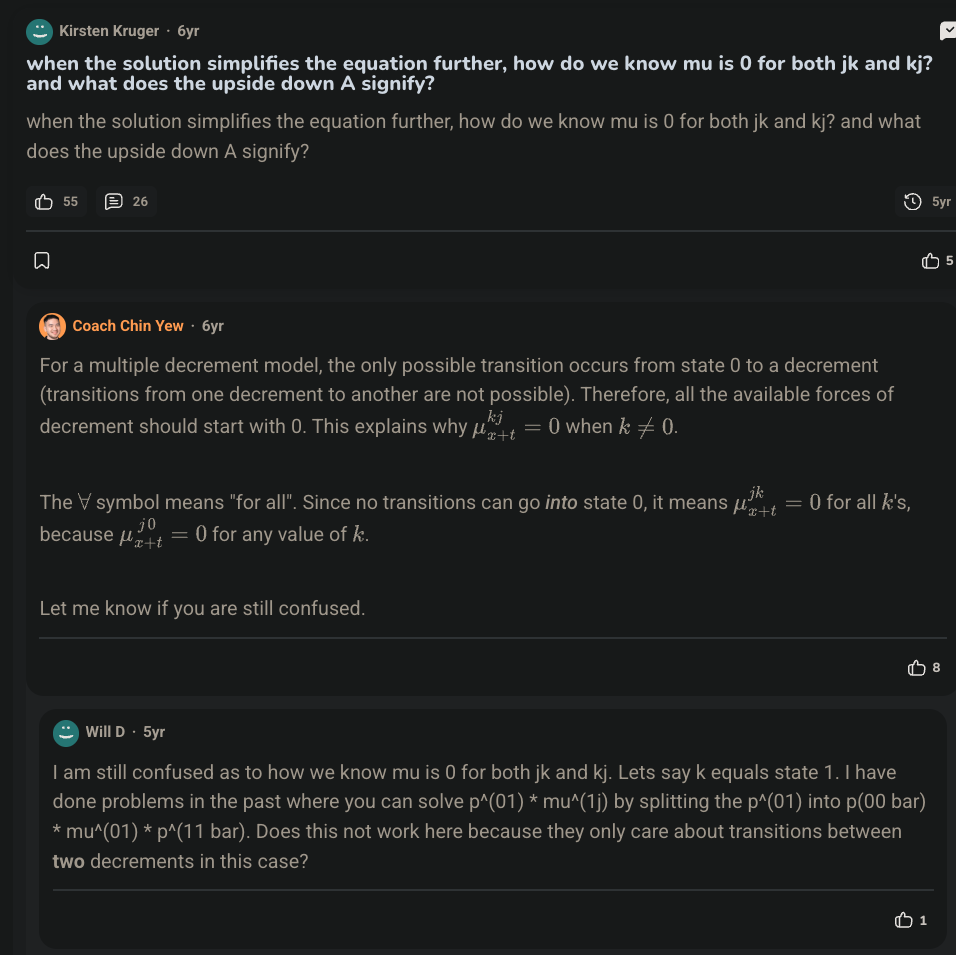 Kirsten Kruger · 6yr
when the solution simplifies the equation further, how do we know mu is 0 for both jk and kj?
and what does the upside down A signify?
when the solution simplifies the equation further, how do we know mu is 0 for both jk and kj? and what
does the upside down A signify?
55 26 5yr
5
Coach Chin Yew · 6yr
For a multiple decrement model, the only possible transition occurs from state 0 to a decrement
(transitions from one decrement to another are not possible). Therefore, all the available forces of
decrement should start with 0. This explains why $\mu_{x+t}^{kj} = 0$ when $k \neq 0$.
The ∀ symbol means "for all". Since no transitions can go into state 0, it means $\mu_{x+t}^{jk} = 0$ for all $k$'s,
because $\mu_{x+t}^{j0} = 0$ for any value of $k$.
Let me know if you are still confused.
8
Will D · 5yr
I am still confused as to how we know mu is 0 for both jk and kj. Lets say k equals state 1. I have
done problems in the past where you can solve p^(01) * mu^(1j) by splitting the p^(01) into p(00 bar)
* mu^(01) * p^(11 bar). Does this not work here because they only care about transitions between
two decrements in this case?
1